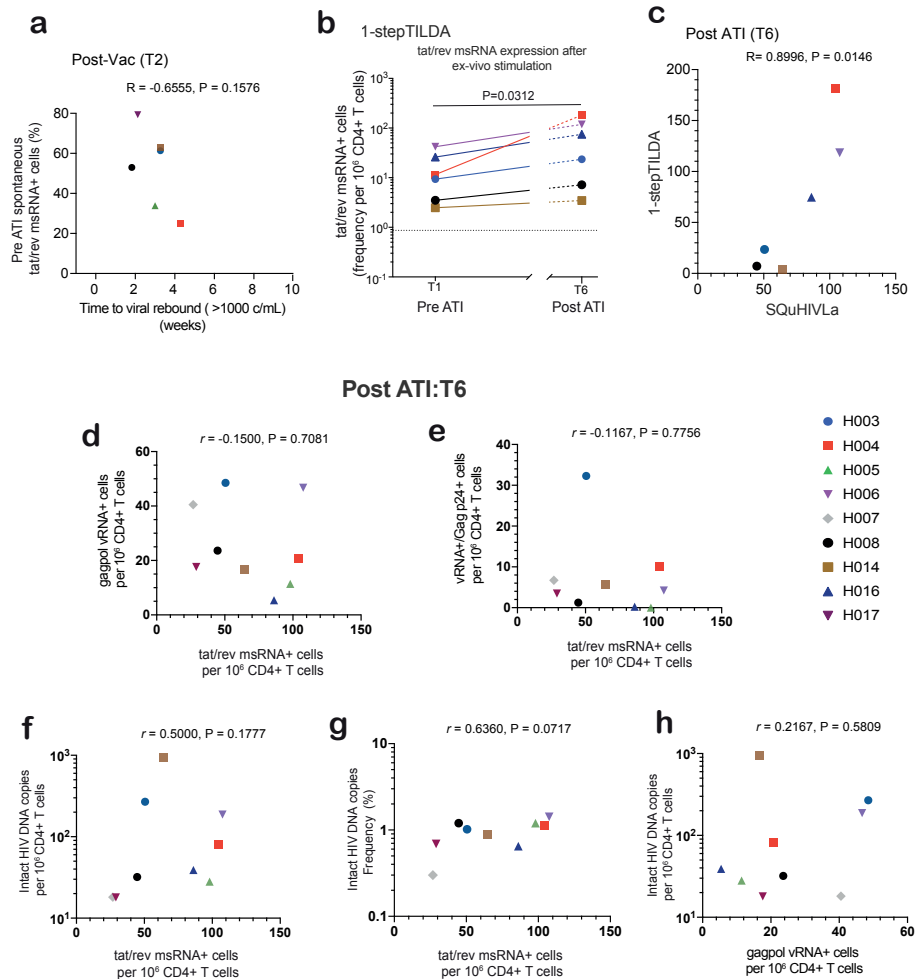 a
Post-Vac (T2)
R = -0.6555, P = 0.1576
Pre ATI spontaneous
tat/rev msRNA+ cells (%)
80
60
40
20
0
0 2 4 6 8 10
Time to viral rebound ( >1000 c/mL)
(weeks)
b
1-stepTILDA
tat/rev msRNA expression after
ex-vivo stimulation
P=0.0312
tat/rev msRNA+ cells
(frequency per 10⁶ CD4+ T cells)
10³
10²
10¹
10⁰
10⁻¹
T1 T6
Pre ATI Post ATI
c
Post ATI (T6)
R= 0.8996, P = 0.0146
1-stepTILDA
200
175
150
125
100
75
50
25
0
0 50 100 150
SQuHIVLa
Post ATI:T6
d
r = -0.1500, P = 0.7081
gagpol vRNA+ cells
per 10⁶ CD4+ T cells
60
40
20
0
0 50 100 150
tat/rev msRNA+ cells
per 10⁶ CD4+ T cells
e
r = -0.1167, P = 0.7756
vRNA+/Gag p24+ cells
per 10⁶ CD4+ T cells
40
30
20
10
0
0 50 100 150
tat/rev msRNA+ cells
per 10⁶ CD4+ T cells
H003
H004
H005
H006
H007
H008
H014
H016
H017
f
r = 0.5000, P = 0.1777
Intact HIV DNA copies
per 10⁶ CD4+ T cells
10³
10²
10¹
0 50 100 150
tat/rev msRNA+ cells
per 10⁶ CD4+ T cells
g
r = 0.6360, P = 0.0717
Intact HIV DNA copies
Frequency (%)
10
1
0.1
0 50 100 150
tat/rev msRNA+ cells
per 10⁶ CD4+ T cells
h
r = 0.2167, P = 0.5809
Intact HIV DNA copies
per 10⁶ CD4+ T cells
10³
10²
10¹
0 20 40 60
gagpol vRNA+ cells
per 10⁶ CD4+ T cells